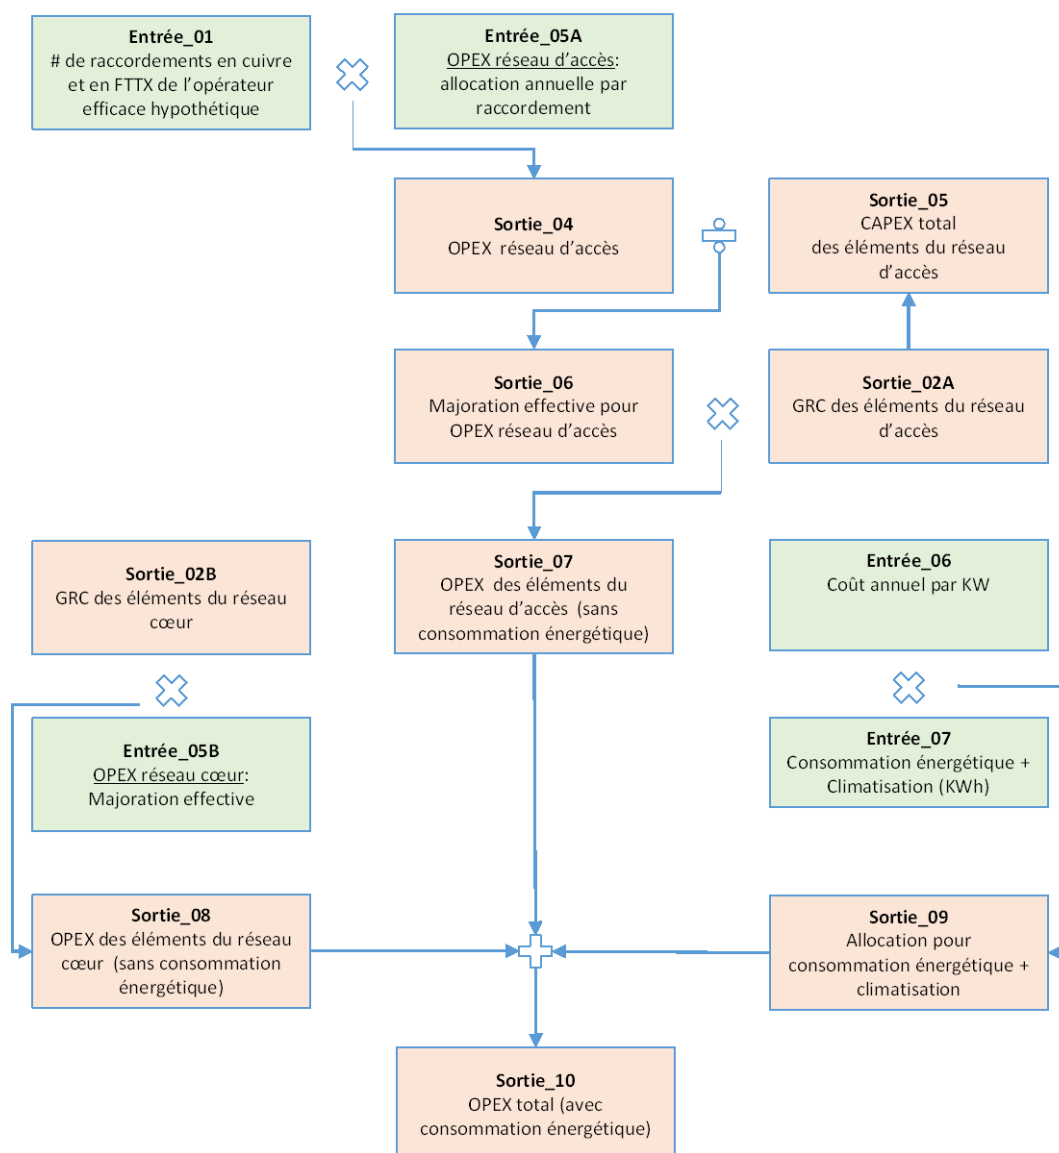 Entrée_01
# de raccordements en cuivre
et en FTTX de l’opérateur
efficace hypothétique
Entrée_05A
OPEX réseau d’accès:
allocation annuelle par
raccordement
Sortie_04
OPEX réseau d’accès
Sortie_05
CAPEX total
des éléments du réseau
d’accès
Sortie_06
Majoration effective pour
OPEX réseau d’accès
Sortie_02A
GRC des éléments du réseau
d’accès
Sortie_02B
GRC des éléments du réseau
cœur
Sortie_07
OPEX des éléments du
réseau d’accès (sans
consommation énergétique)
Entrée_06
Coût annuel par KW
Entrée_05B
OPEX réseau cœur:
Majoration effective
Entrée_07
Consommation énergétique +
Climatisation (KWh)
Sortie_08
OPEX des éléments du réseau
cœur (sans consommation
énergétique)
Sortie_09
Allocation pour
consommation énergétique +
climatisation
Sortie_10
OPEX total (avec
consommation énergétique)